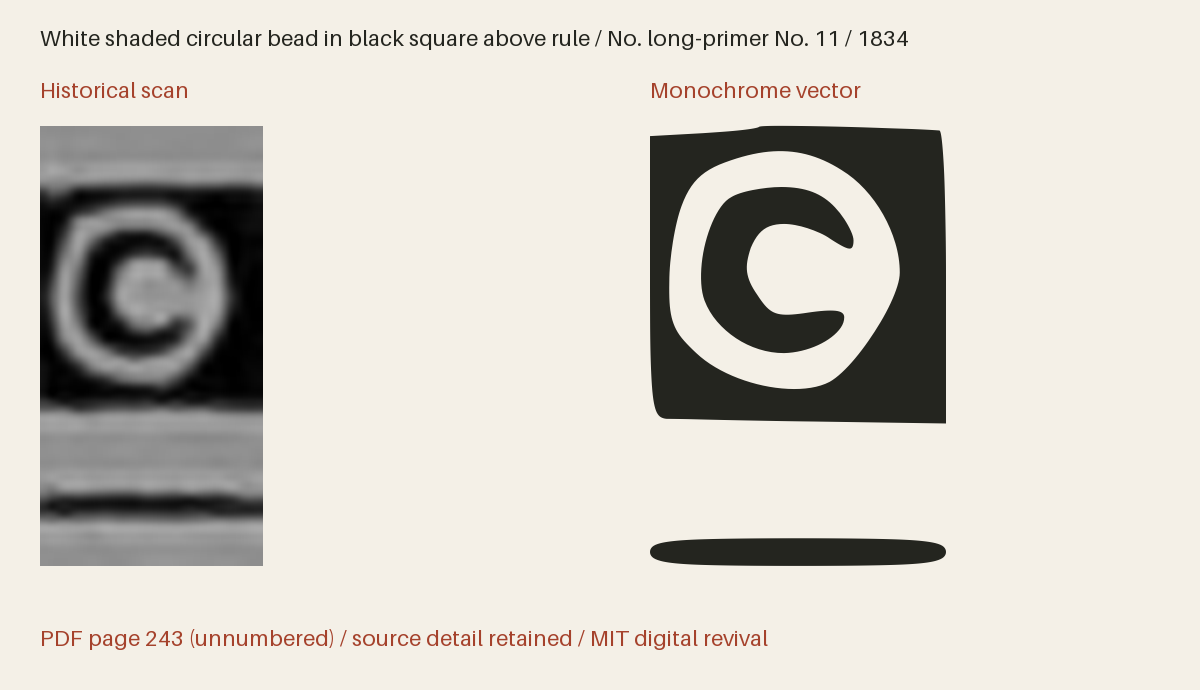 White shaded circular bead in black square above rule / No. long-primer No. 11 / 1834
Historical scan
Monochrome vector
PDF page 243 (unnumbered) / source detail retained / MIT digital revival